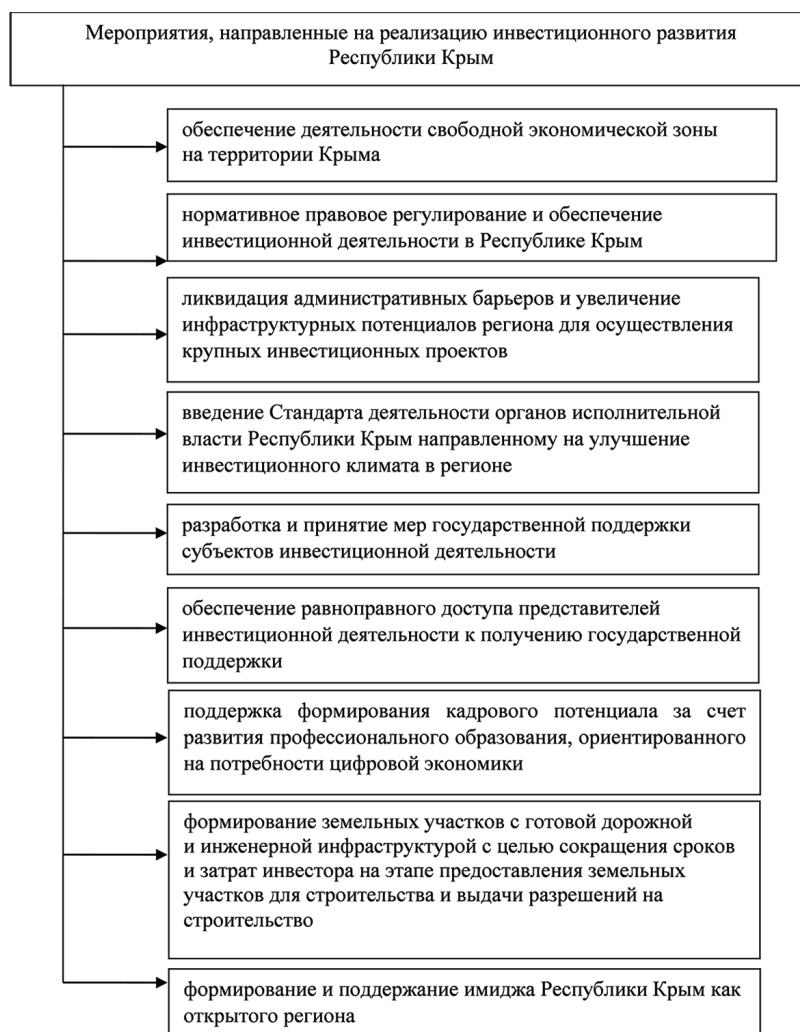 Мероприятия, направленные на реализацию инвестиционного развития
Республики Крым
обеспечение деятельности свободной экономической зоны
на территории Крыма
нормативное правовое регулирование и обеспечение
инвестиционной деятельности в Республике Крым
ликвидация административных барьеров и увеличение
инфраструктурных потенциалов региона для осуществления
крупных инвестиционных проектов
введение Стандарта деятельности органов исполнительной
власти Республики Крым направленному на улучшение
инвестиционного климата в регионе
разработка и принятие мер государственной поддержки
субъектов инвестиционной деятельности
обеспечение равноправного доступа представителей
инвестиционной деятельности к получению государственной
поддержки
поддержка формирования кадрового потенциала за счет
развития профессионального образования, ориентированного
на потребности цифровой экономики
формирование земельных участков с готовой дорожной
и инженерной инфраструктурой с целью сокращения сроков
и затрат инвестора на этапе предоставления земельных
участков для строительства и выдачи разрешений на
строительство
формирование и поддержание имиджа Республики Крым как
открытого региона